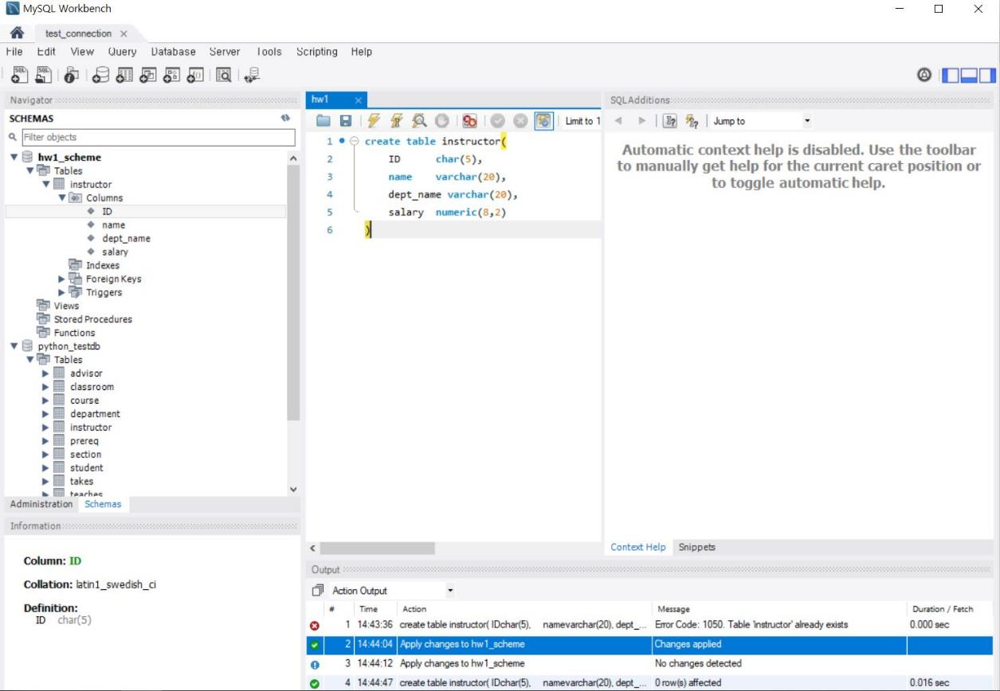 MySQL Workbench
test_connection
File Edit View Query Database Server Tools Scripting Help
Navigator
SCHEMAS
Filter objects
hw1_scheme
Tables
instructor
Columns
ID
name
dept_name
salary
Indexes
Foreign Keys
Triggers
Views
Stored Procedures
Functions
python_testdb
Tables
advisor
classroom
course
department
instructor
prereq
section
student
takes
teaches
Administration Schemas
Information
Column: ID
Collation: latin1_swedish_ci
Definition:
ID char(5)
hw1
Limit to 1
1 create table instructor(
2 ID char(5),
3 name varchar(20),
4 dept_name varchar(20),
5 salary numeric(8,2)
6 )
SQLAdditions
Jump to
Automatic context help is disabled. Use the toolbar
to manually get help for the current caret position or
to toggle automatic help.
Context Help Snippets
Output
Action Output
# Time Action Message Duration / Fetch
1 14:43:36 create table instructor( IDchar(5), namevarchar(20), dept_... Error Code: 1050. Table 'instructor' already exists 0.000 sec
2 14:44:04 Apply changes to hw1_scheme Changes applied
3 14:44:12 Apply changes to hw1_scheme No changes detected
4 14:44:47 create table instructor( IDchar(5), namevarchar(20), dept_... 0 row(s) affected 0.016 sec